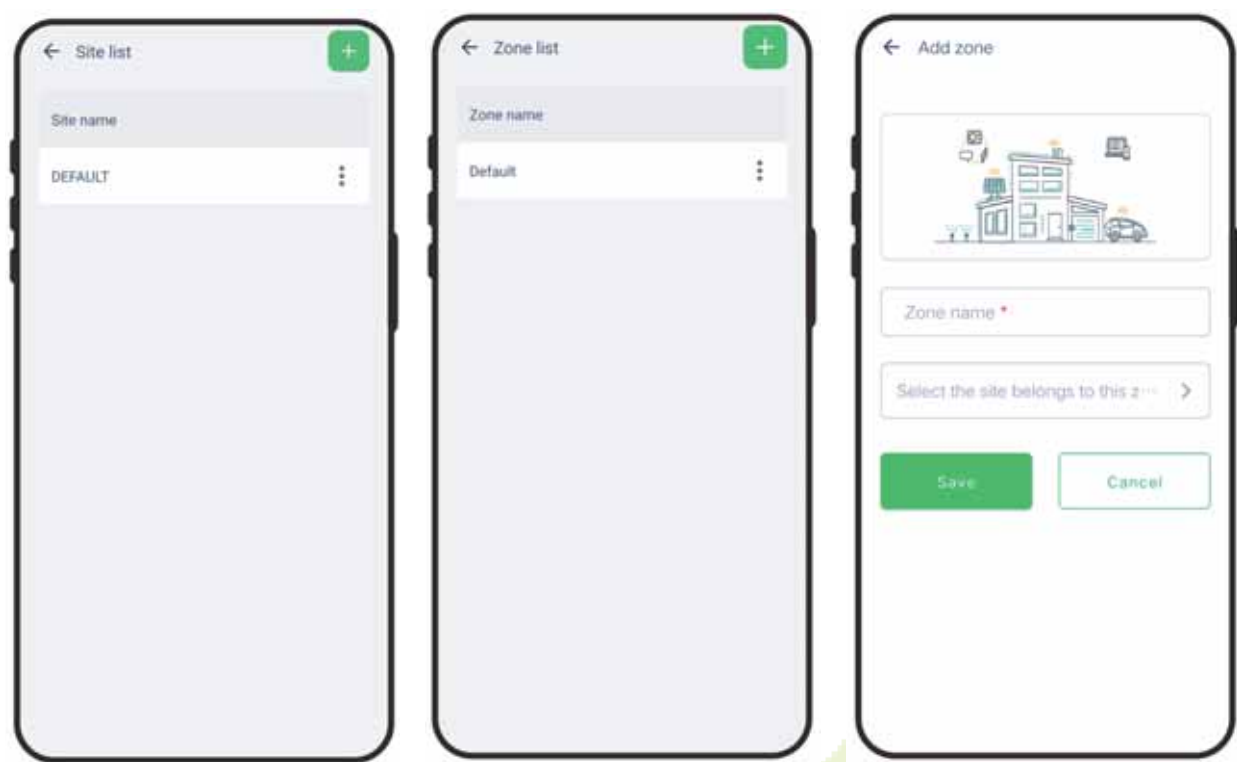 ← Site list
+
Site name
DEFAULT
← Zone list
+
Zone name
Default
← Add zone
Zone name *
Select the site belongs to this z···
Save
Cancel